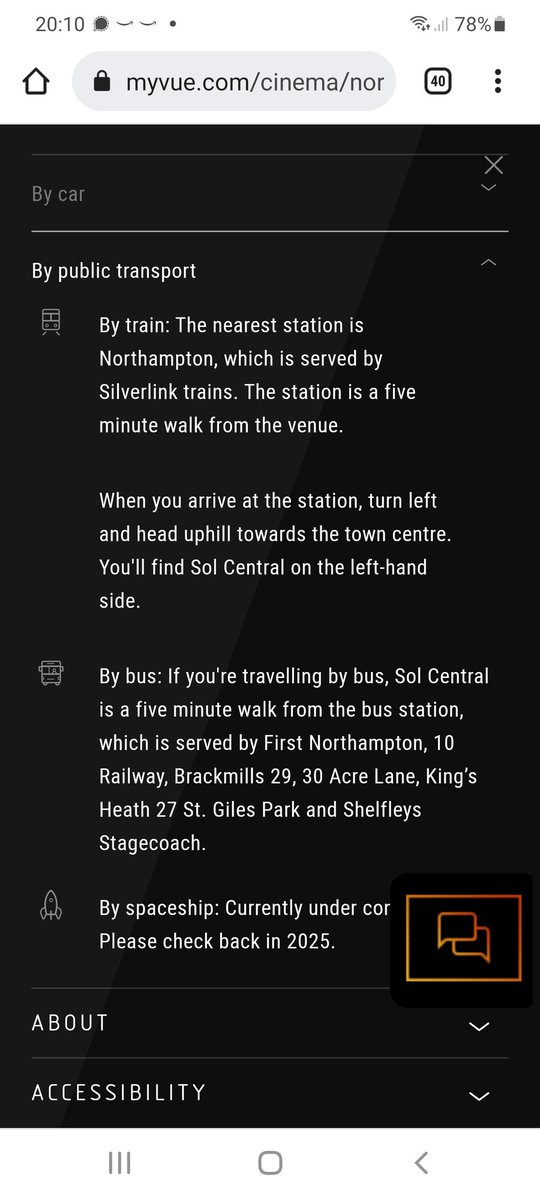 20:10
78%
myvue.com/cinema/nor
40
By car
By public transport
By train: The nearest station is
Northampton, which is served by
Silverlink trains. The station is a five
minute walk from the venue.
When you arrive at the station, turn left
and head uphill towards the town centre.
You'll find Sol Central on the left-hand
side.
By bus: If you're travelling by bus, Sol Central
is a five minute walk from the bus station,
which is served by First Northampton, 10
Railway, Brackmills 29, 30 Acre Lane, King’s
Heath 27 St. Giles Park and Shelfleys
Stagecoach.
By spaceship: Currently under
Please check back in 2025.
ABOUT
ACCESSIBILITY